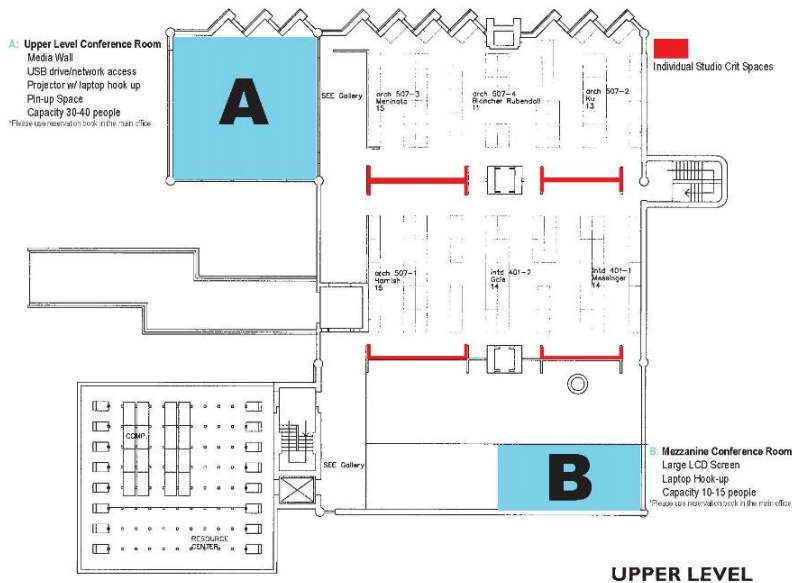 A: Upper Level Conference Room
Media Wall
USB drive/network access
Projector w/ laptop hook up
Pin-up Space
Capacity 30-40 people
*Please use reservation book in the main office
A
Individual Studio Crit Spaces
SEE Gallery
arch 507-3
Meninato
15
arch 507-4
Blancher Rubendall
11
arch 507-2
Ku
13
arch 507-1
Harnish
15
intd 401-2
Gale
14
intd 401-1
Messinger
14
COMP.
SEE Gallery
RESOURCE
CENTER
B
B: Mezzanine Conference Room
Large LCD Screen
Laptop Hook-up
Capacity 10-15 people
*Please use reservation book in the main office
UPPER LEVEL